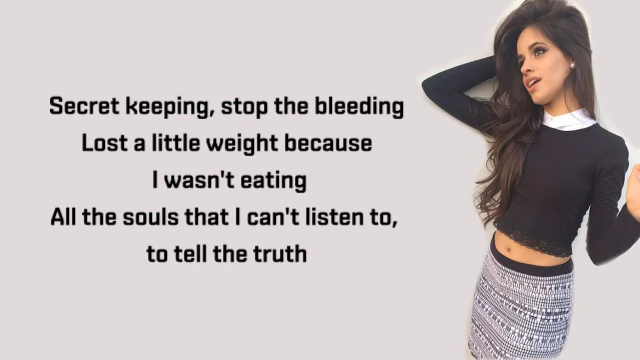 Secret keeping, stop the bleeding
Lost a little weight because
I wasn't eating
All the souls that I can't listen to,
to tell the truth